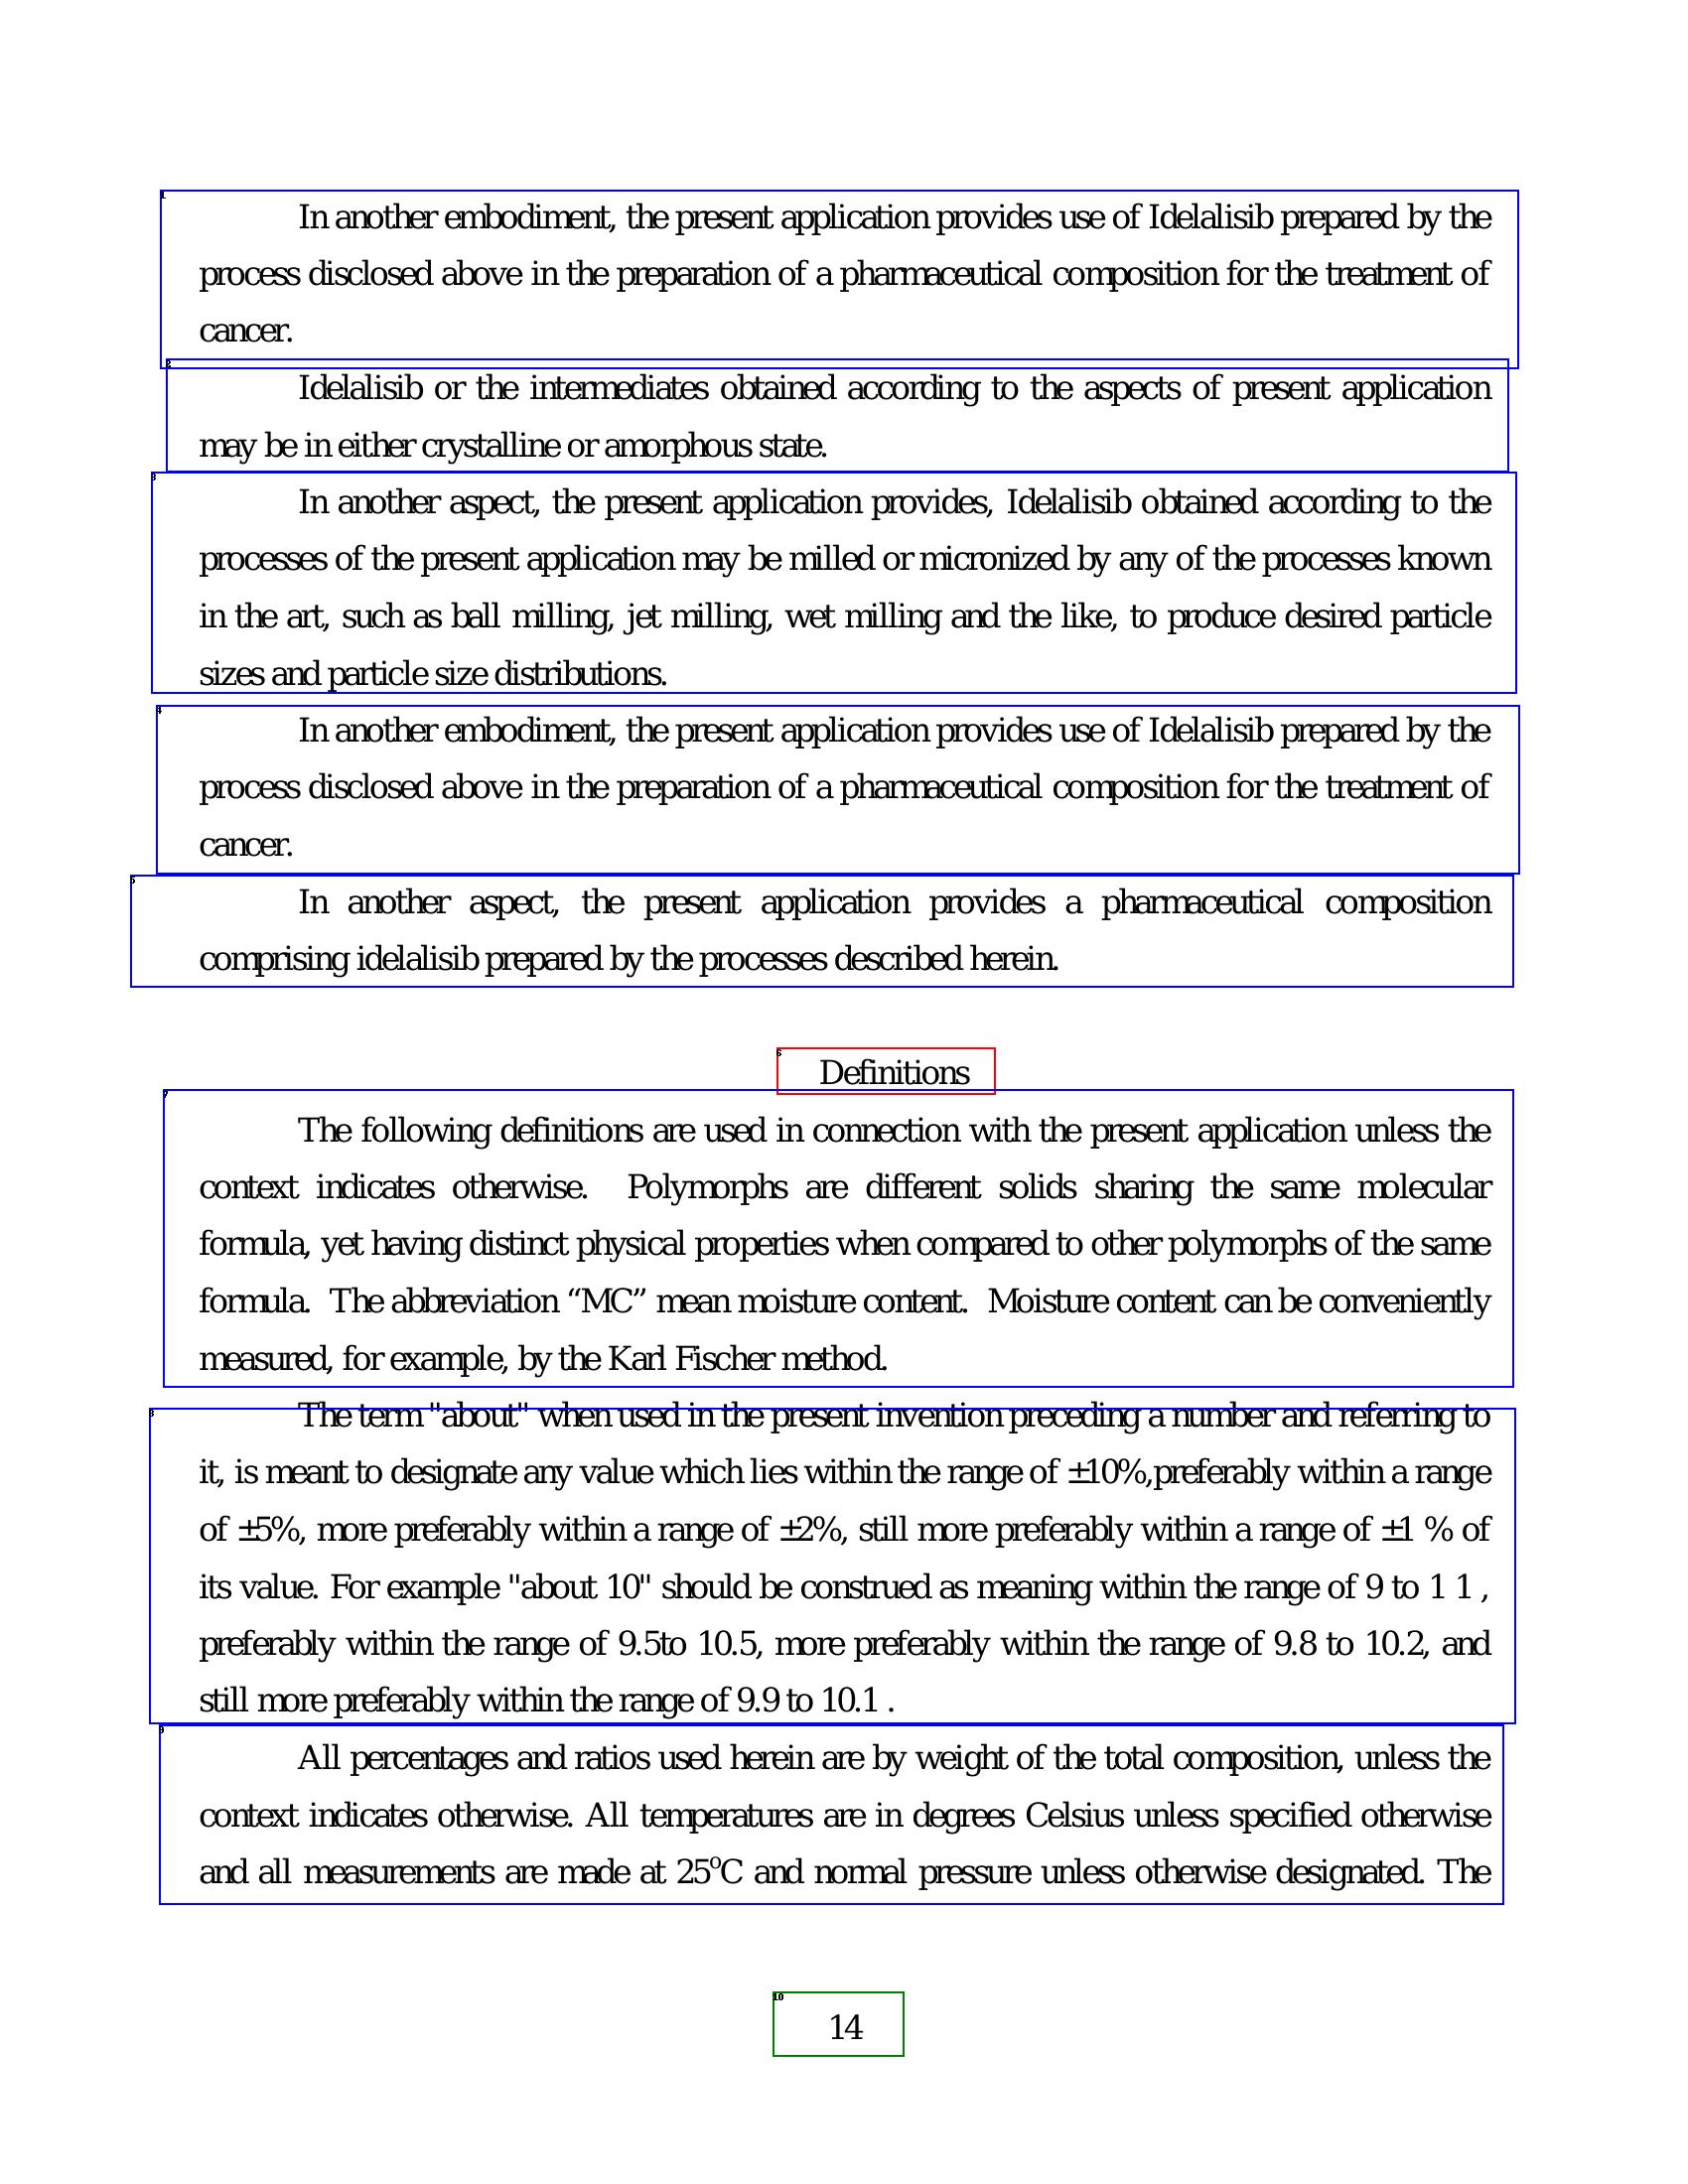 In another embodiment, the present application provides use of Idelalisib prepared by the
process disclosed above in the preparation of a pharmaceutical composition for the treatment of
cancer.
Idelalisib or the intermediates obtained according to the aspects of present application
may be in either crystalline or amorphous state.
In another aspect, the present application provides, Idelalisib obtained according to the
processes of the present application may be milled or micronized by any of the processes known
in the art, such as ball milling, jet milling, wet milling and the like, to produce desired particle
sizes and particle size distributions.
In another embodiment, the present application provides use of Idelalisib prepared by the
process disclosed above in the preparation of a pharmaceutical composition for the treatment of
cancer.
In another aspect, the present application provides a pharmaceutical composition
comprising idelalisib prepared by the processes described herein.
Definitions
The following definitions are used in connection with the present application unless the
context indicates otherwise. Polymorphs are different solids sharing the same molecular
formula, yet having distinct physical properties when compared to other polymorphs of the same
formula. The abbreviation “MC” mean moisture content. Moisture content can be conveniently
measured, for example, by the Karl Fischer method.
The term "about" when used in the present invention preceding a number and referring to
it, is meant to designate any value which lies within the range of ±10%,preferably within a range
of ±5%, more preferably within a range of ±2%, still more preferably within a range of ±1 % of
its value. For example "about 10" should be construed as meaning within the range of 9 to 1 1 ,
preferably within the range of 9.5to 10.5, more preferably within the range of 9.8 to 10.2, and
still more preferably within the range of 9.9 to 10.1 .
All percentages and ratios used herein are by weight of the total composition, unless the
context indicates otherwise. All temperatures are in degrees Celsius unless specified otherwise
and all measurements are made at 25ºC and normal pressure unless otherwise designated. The
14